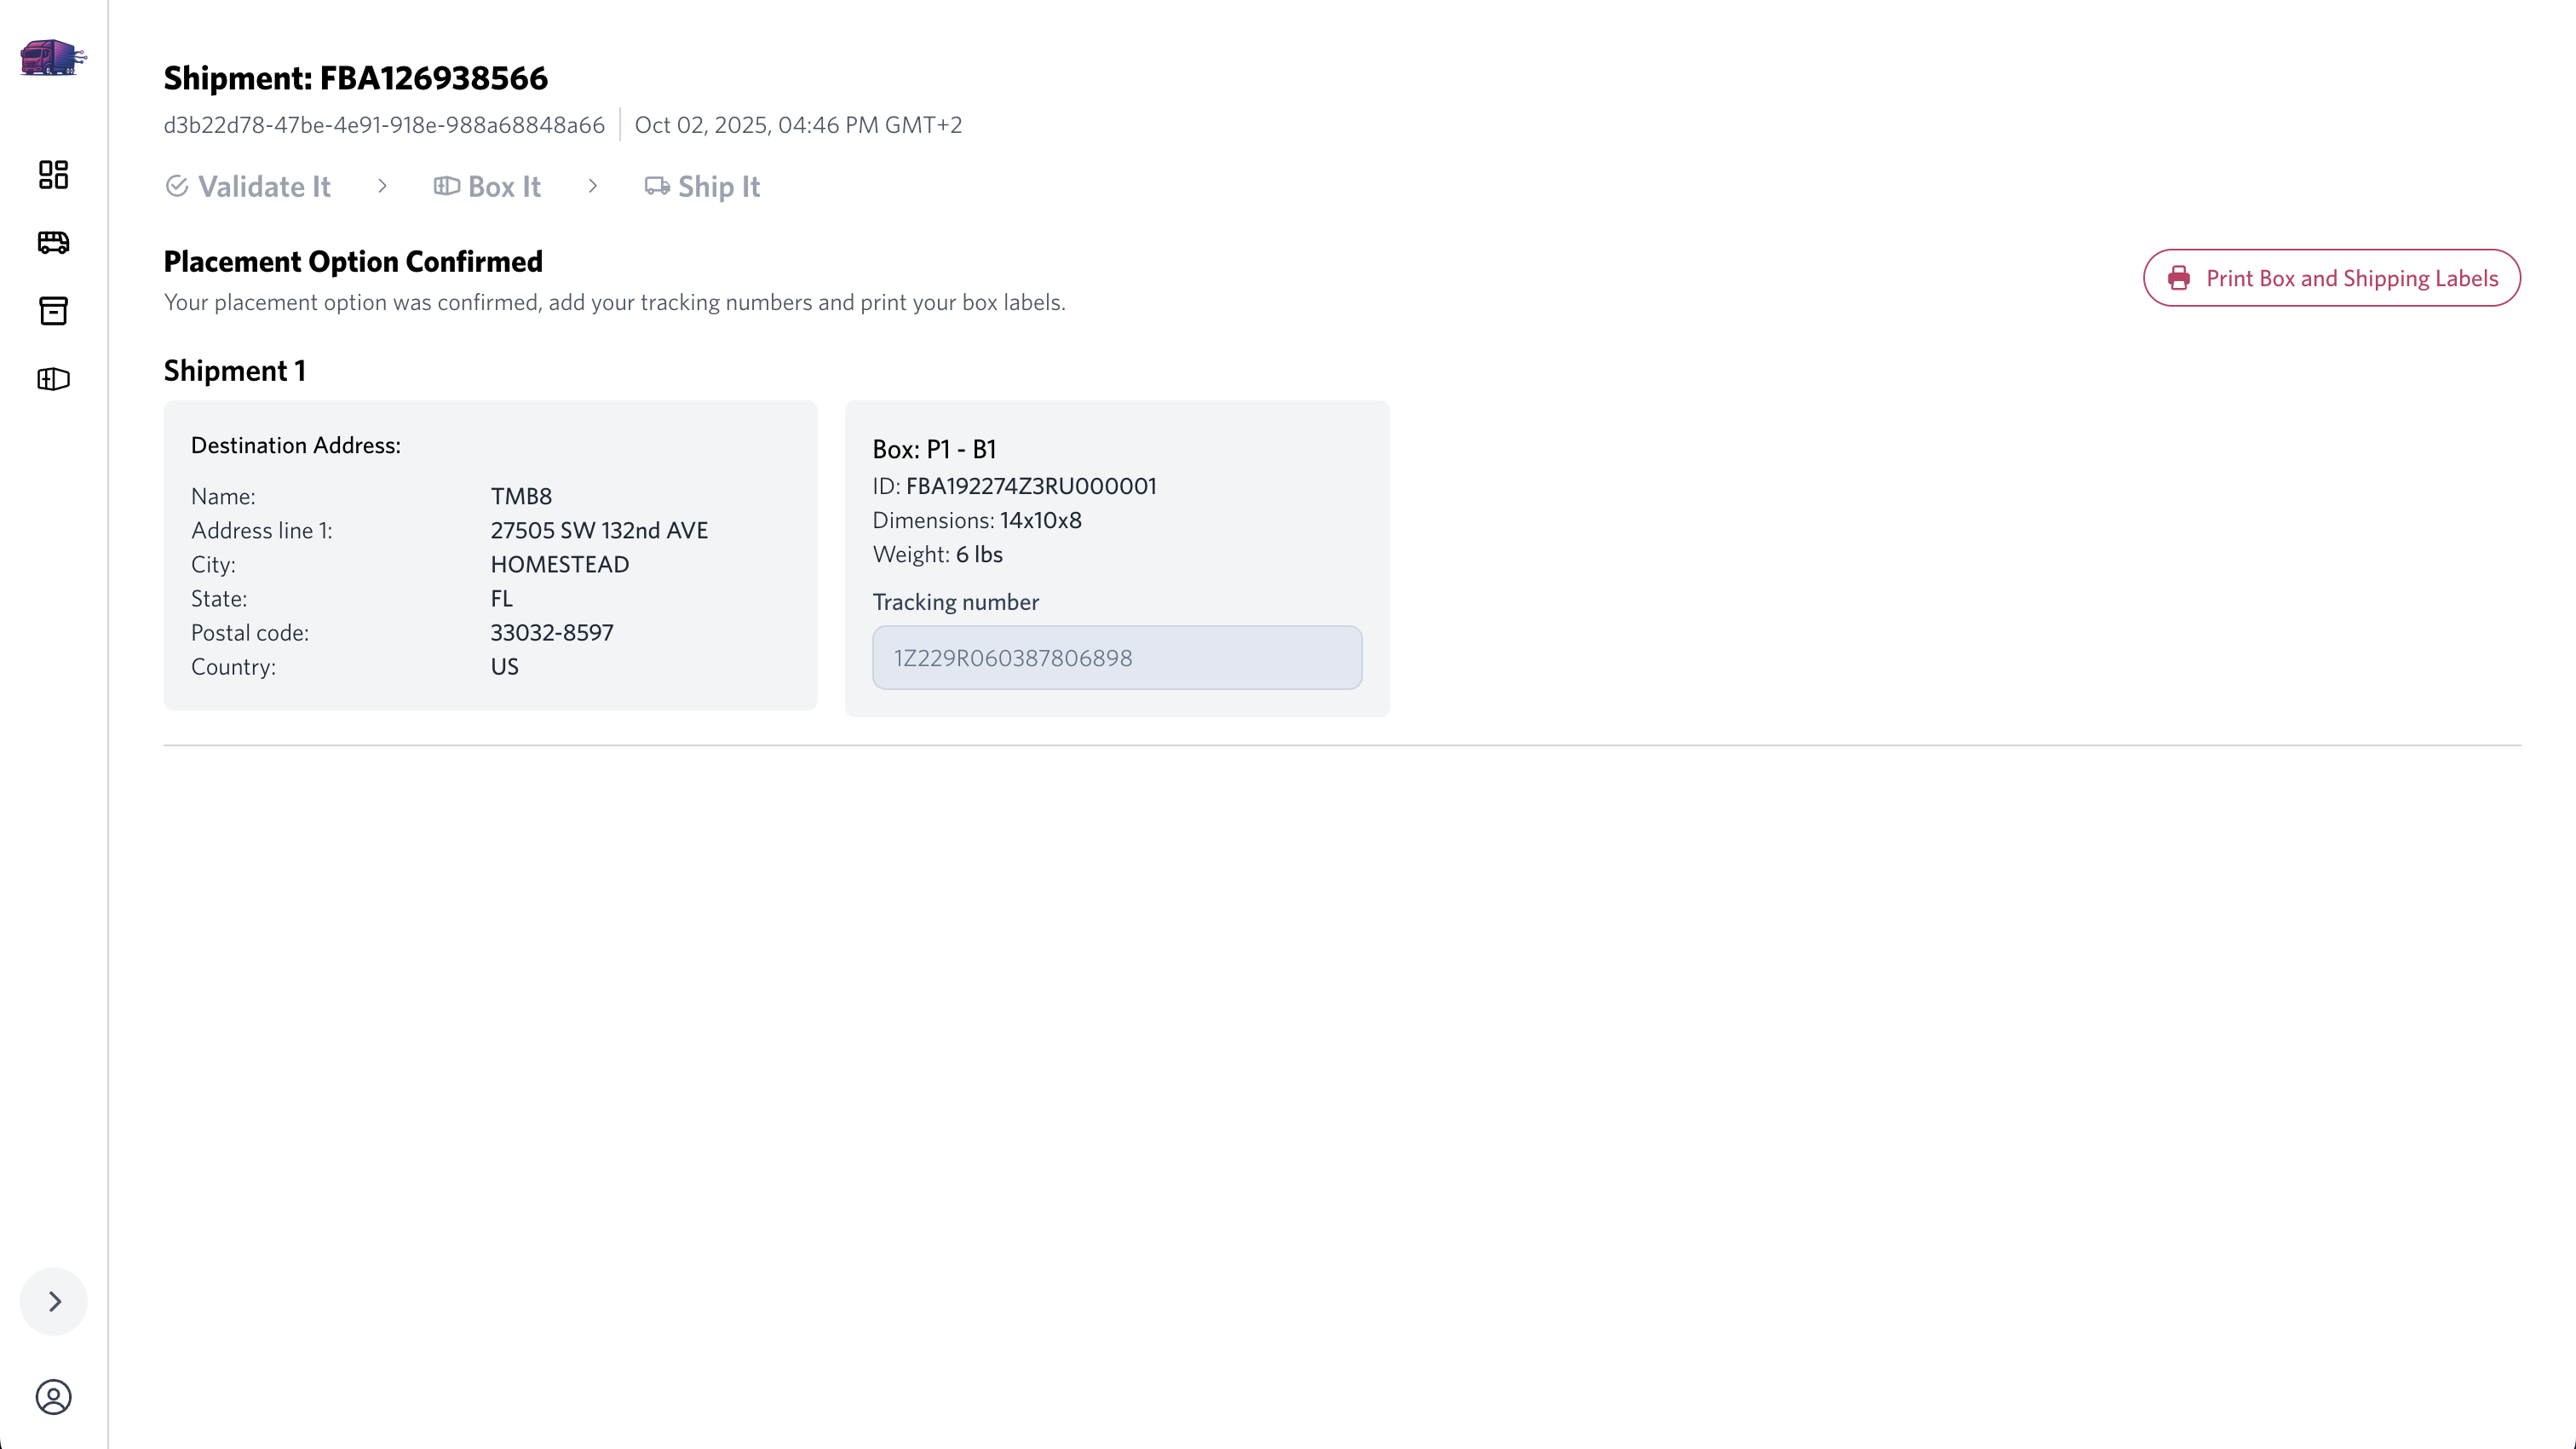 Shipment: FBA126938566
d3b22d78-47be-4e91-918e-988a68848a66 Oct 02, 2025, 04:46 PM GMT+2
Validate It > Box It > Ship It
Placement Option Confirmed
Your placement option was confirmed, add your tracking numbers and print your box labels.
Print Box and Shipping Labels
Shipment 1
Destination Address:
Name: TMB8
Address line 1: 27505 SW 132nd AVE
City: HOMESTEAD
State: FL
Postal code: 33032-8597
Country: US
Box: P1 - B1
ID: FBA192274Z3RU000001
Dimensions: 14x10x8
Weight: 6 lbs
Tracking number
1Z229R060387806898